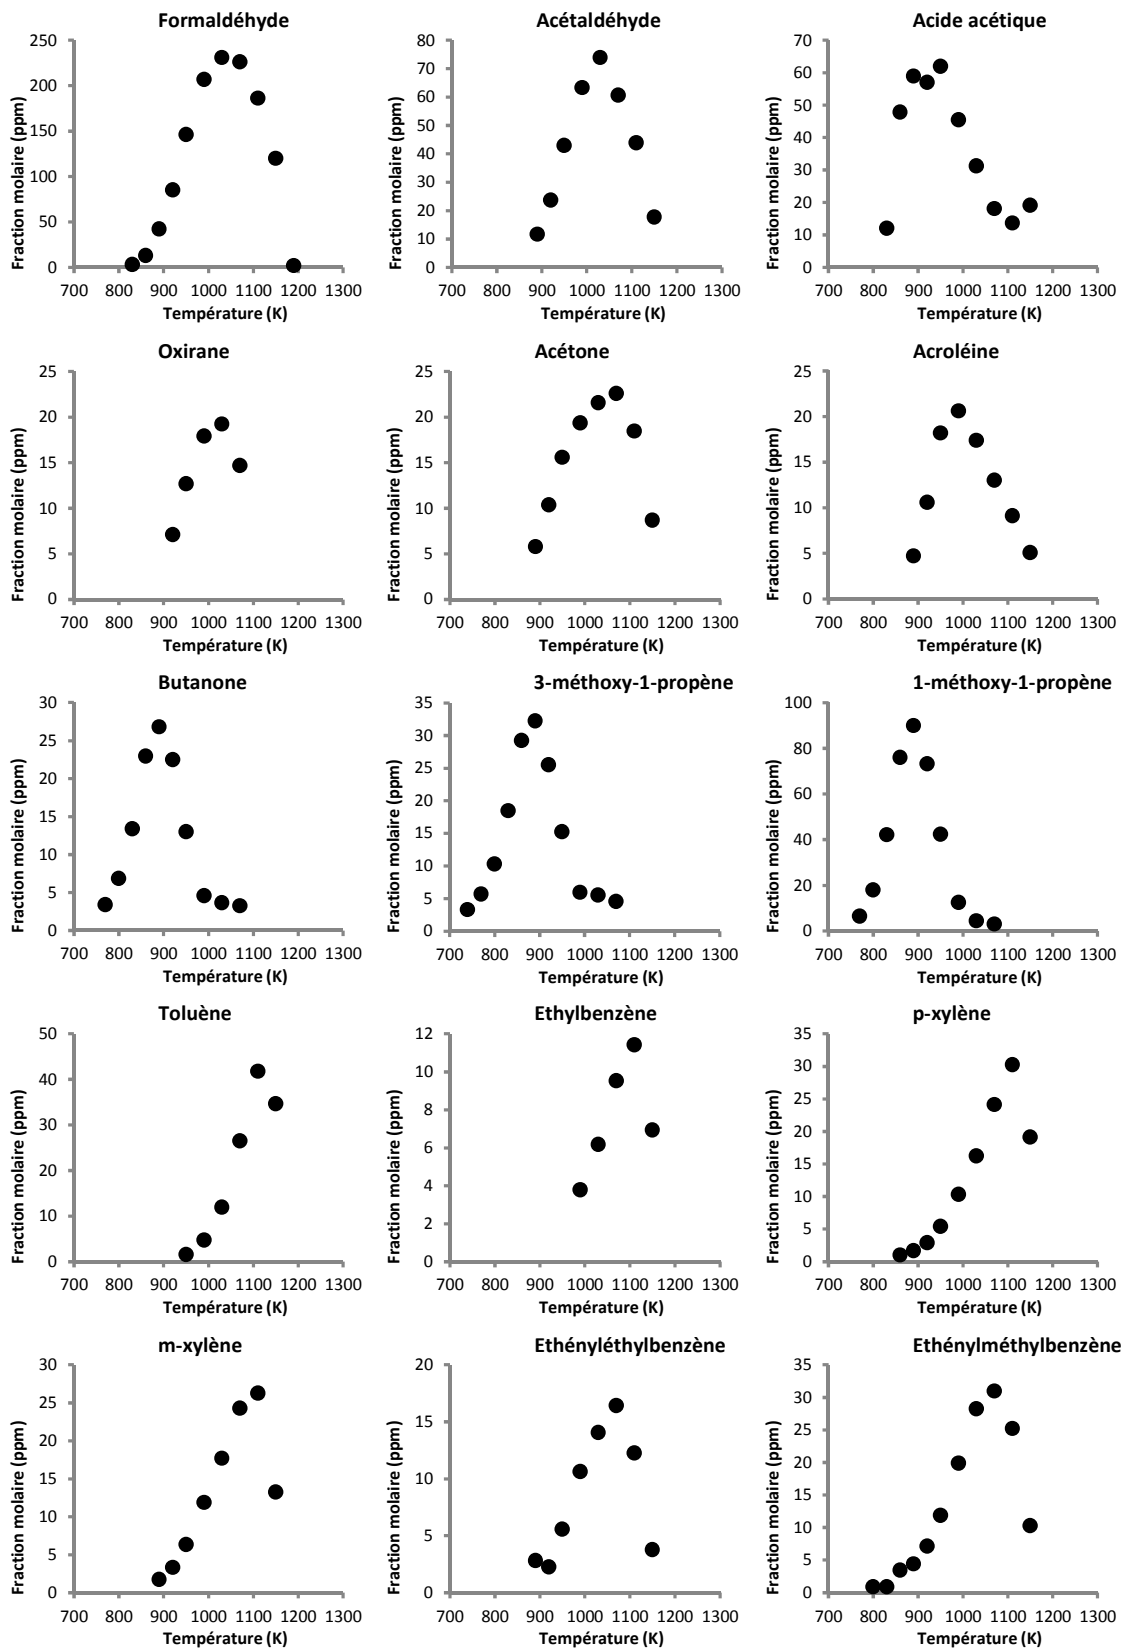 Formaldéhyde
Fraction molaire (ppm)
250
200
150
100
50
0
700 800 900 1000 1100 1200 1300
Température (K)
Acétaldéhyde
Fraction molaire (ppm)
80
70
60
50
40
30
20
10
0
700 800 900 1000 1100 1200 1300
Température (K)
Acide acétique
Fraction molaire (ppm)
70
60
50
40
30
20
10
0
700 800 900 1000 1100 1200 1300
Température (K)
Oxirane
Fraction molaire (ppm)
25
20
15
10
5
0
700 800 900 1000 1100 1200 1300
Température (K)
Acétone
Fraction molaire (ppm)
25
20
15
10
5
0
700 800 900 1000 1100 1200 1300
Température (K)
Acroléine
Fraction molaire (ppm)
25
20
15
10
5
0
700 800 900 1000 1100 1200 1300
Température (K)
Butanone
Fraction molaire (ppm)
30
25
20
15
10
5
0
700 800 900 1000 1100 1200 1300
Température (K)
3-méthoxy-1-propène
Fraction molaire (ppm)
35
30
25
20
15
10
5
0
700 800 900 1000 1100 1200 1300
Température (K)
1-méthoxy-1-propène
Fraction molaire (ppm)
100
80
60
40
20
0
700 800 900 1000 1100 1200 1300
Température (K)
Toluène
Fraction molaire (ppm)
50
40
30
20
10
0
700 800 900 1000 1100 1200 1300
Température (K)
Ethylbenzène
Fraction molaire (ppm)
12
10
8
6
4
2
0
700 800 900 1000 1100 1200 1300
Température (K)
p-xylène
Fraction molaire (ppm)
35
30
25
20
15
10
5
0
700 800 900 1000 1100 1200 1300
Température (K)
m-xylène
Fraction molaire (ppm)
30
25
20
15
10
5
0
700 800 900 1000 1100 1200 1300
Température (K)
Ethényléthylbenzène
Fraction molaire (ppm)
20
15
10
5
0
700 800 900 1000 1100 1200 1300
Température (K)
Ethénylméthylbenzène
Fraction molaire (ppm)
35
30
25
20
15
10
5
0
700 800 900 1000 1100 1200 1300
Température (K)